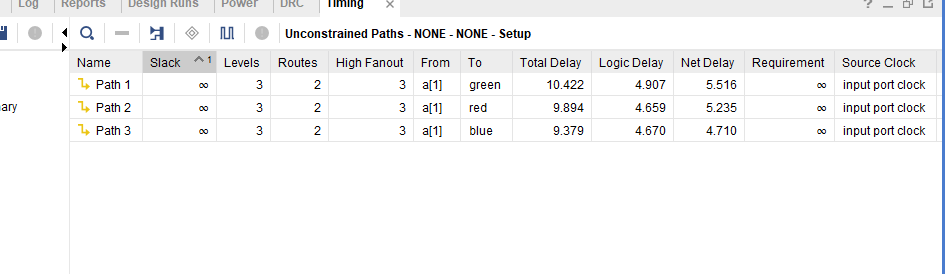 Log Reports Design Runs Power DRC Timing
Unconstrained Paths - NONE - NONE - Setup
Name Slack 1 Levels Routes High Fanout From To Total Delay Logic Delay Net Delay Requirement Source Clock
Path 1 ∞ 3 2 3 a[1] green 10.422 4.907 5.516 ∞ input port clock
Path 2 ∞ 3 2 3 a[1] red 9.894 4.659 5.235 ∞ input port clock
Path 3 ∞ 3 2 3 a[1] blue 9.379 4.670 4.710 ∞ input port clock